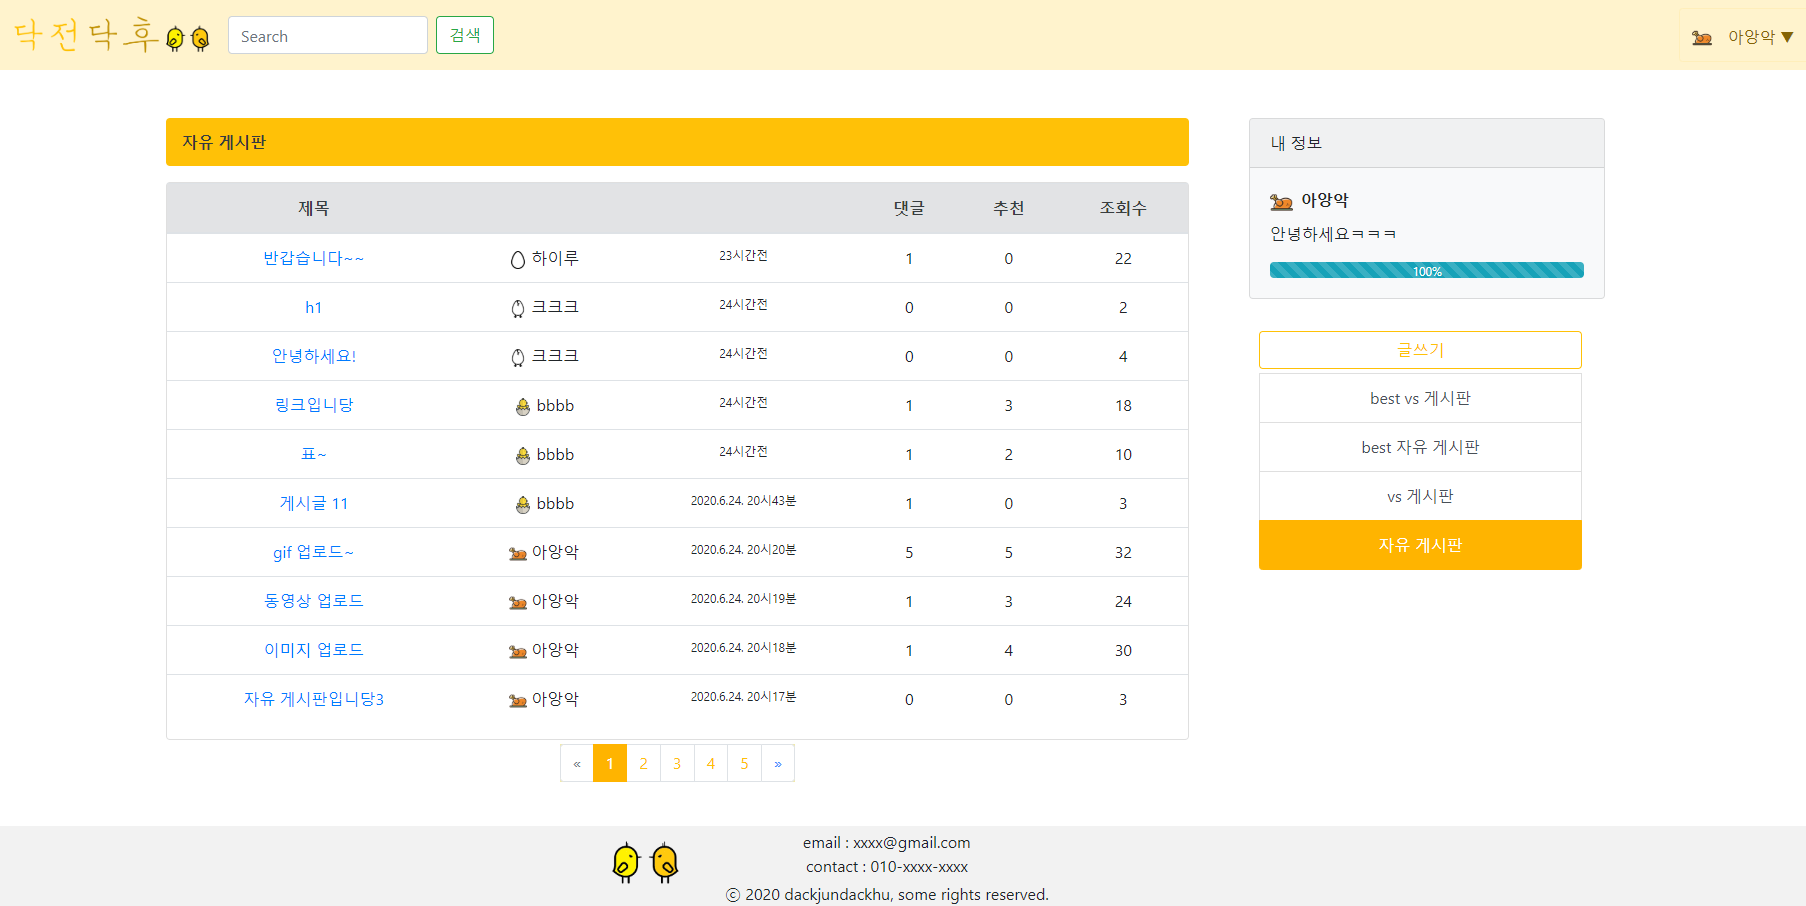 닥전닥후 Search 검색 아앙악 ▼
자유 게시판
제목 댓글 추천 조회수
반갑습니다~~ 하이루 23시간전 1 0 22
h1 크크크 24시간전 0 0 2
안녕하세요! 크크크 24시간전 0 0 4
링크입니당 bbbb 24시간전 1 3 18
표~ bbbb 24시간전 1 2 10
게시글 11 bbbb 2020.6.24. 20시43분 1 0 3
gif 업로드~ 아앙악 2020.6.24. 20시20분 5 5 32
동영상 업로드 아앙악 2020.6.24. 20시19분 1 3 24
이미지 업로드 아앙악 2020.6.24. 20시18분 1 4 30
자유 게시판입니당3 아앙악 2020.6.24. 20시17분 0 0 3
« 1 2 3 4 5 »
내 정보
아앙악
안녕하세요ㅋㅋㅋ
100%
글쓰기
best vs 게시판
best 자유 게시판
vs 게시판
자유 게시판
email : xxxx@gmail.com
contact : 010-xxxx-xxxx
ⓒ 2020 dackjundackhu, some rights reserved.